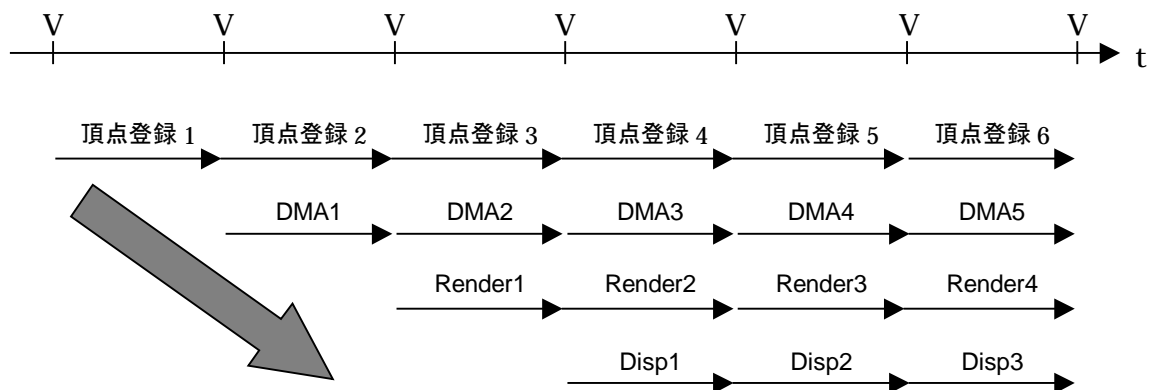 V V V V V V V
t
頂点登録 1 頂点登録 2 頂点登録 3 頂点登録 4 頂点登録 5 頂点登録 6
DMA1 DMA2 DMA3 DMA4 DMA5
Render1 Render2 Render3 Render4
Disp1 Disp2 Disp3